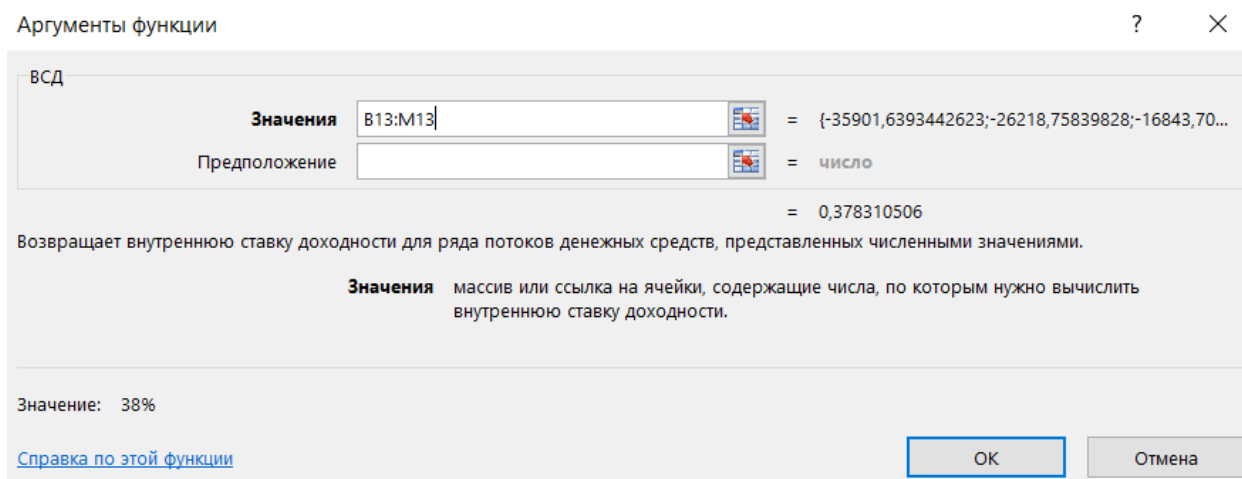 Аргументы функции ? ×
ВСД
Значения B13:M13 = {-35901,6393442623;-26218,75839828;-16843,70...
Предположение = число
= 0,378310506
Возвращает внутреннюю ставку доходности для ряда потоков денежных средств, представленных численными значениями.
Значения массив или ссылка на ячейки, содержащие числа, по которым нужно вычислить
внутреннюю ставку доходности.
Значение: 38%
Справка по этой функции ОК Отмена